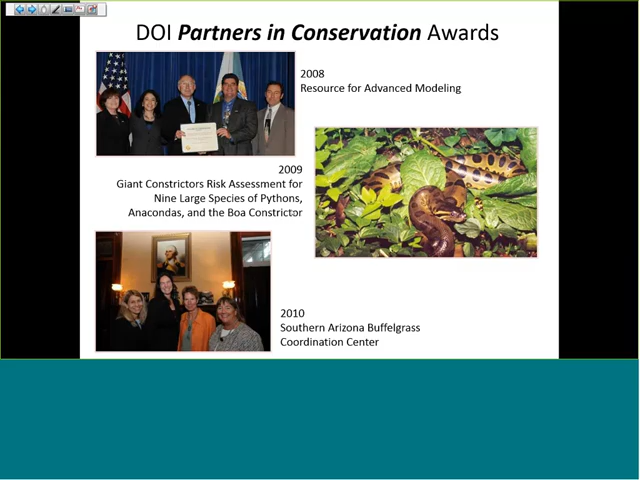 DOI Partners in Conservation Awards
2008
Resource for Advanced Modeling
2009
Giant Constrictors Risk Assessment for
Nine Large Species of Pythons,
Anacondas, and the Boa Constrictor
2010
Southern Arizona Buffelgrass
Coordination Center